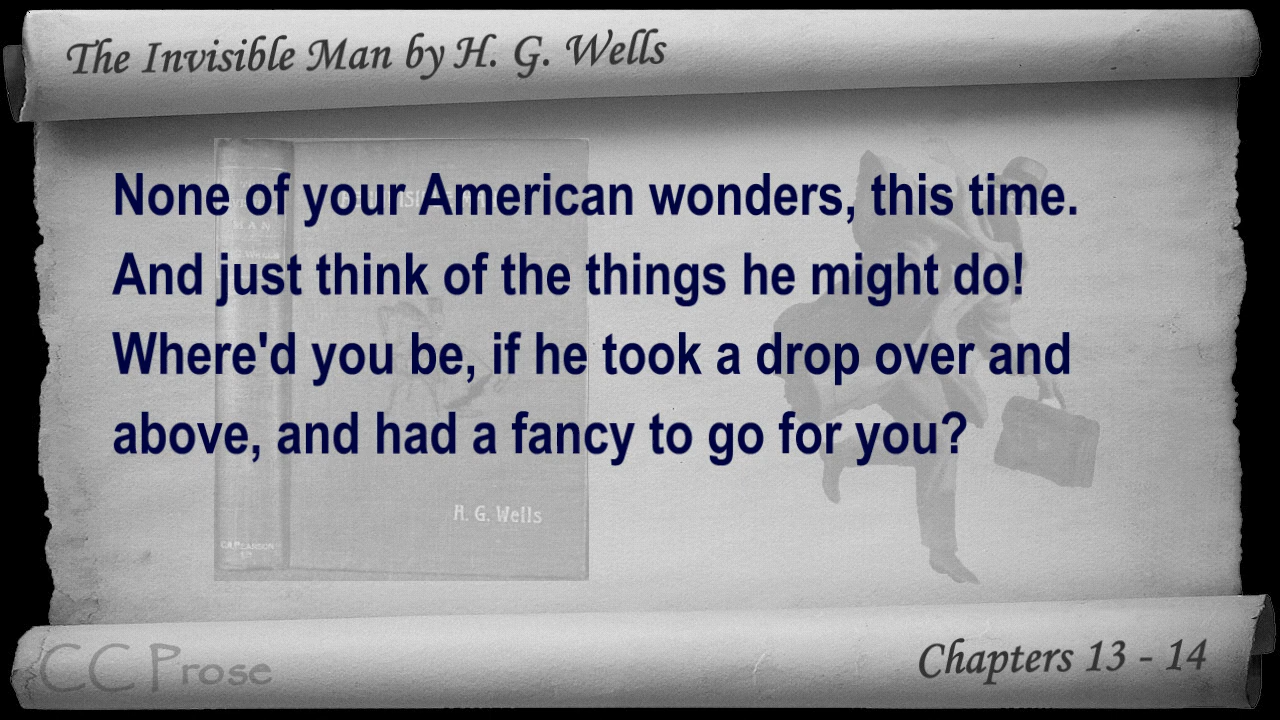 The Invisible Man by H. G. Wells
None of your American wonders, this time.
And just think of the things he might do!
Where'd you be, if he took a drop over and
above, and had a fancy to go for you?
H. G. Wells
CC Prose
Chapters 13 - 14